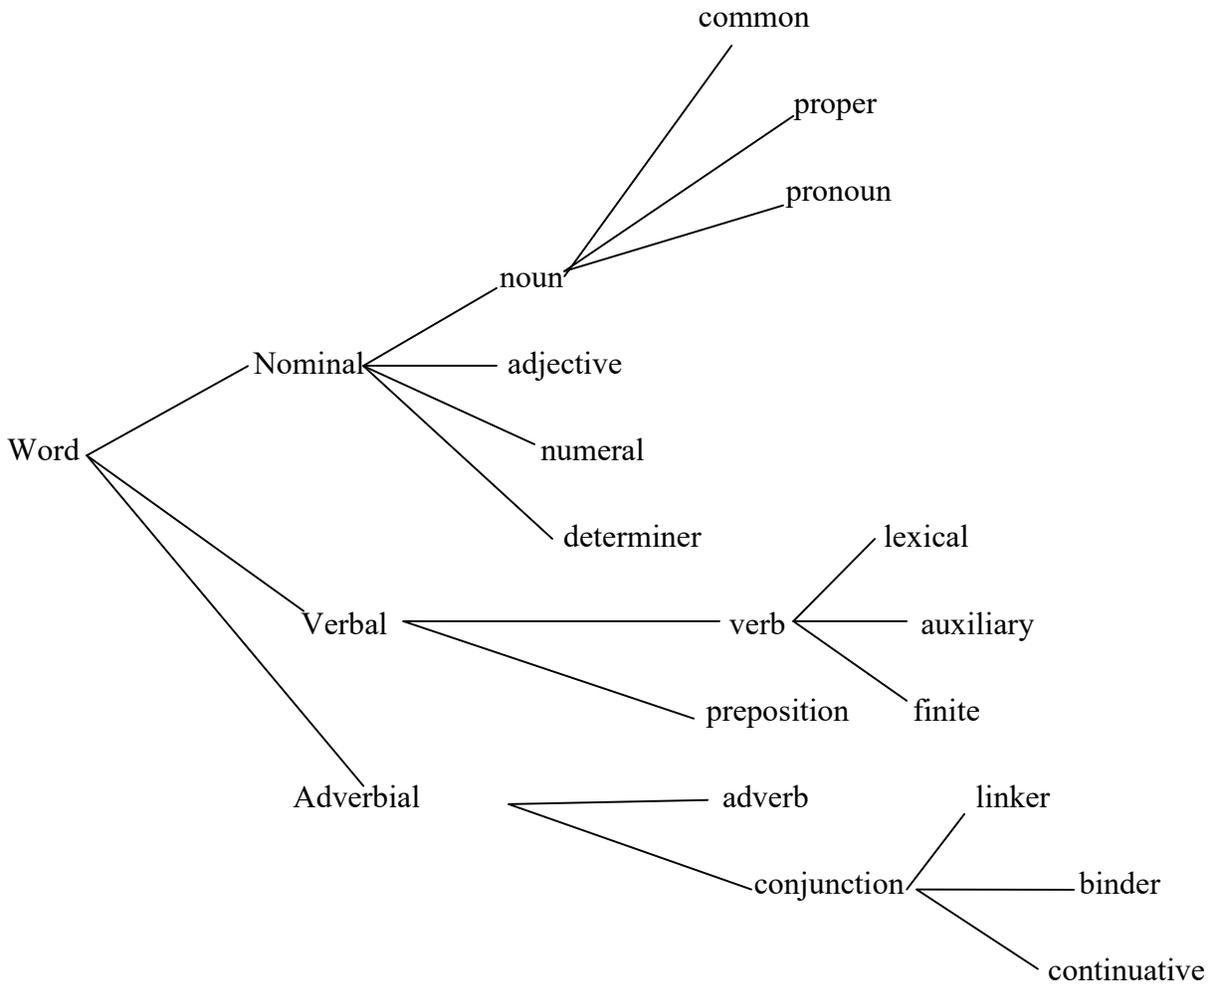 common
proper
pronoun
noun
Nominal adjective
Word numeral
determiner lexical
Verbal verb auxiliary
preposition finite
Adverbial adverb linker
conjunction binder
continuative